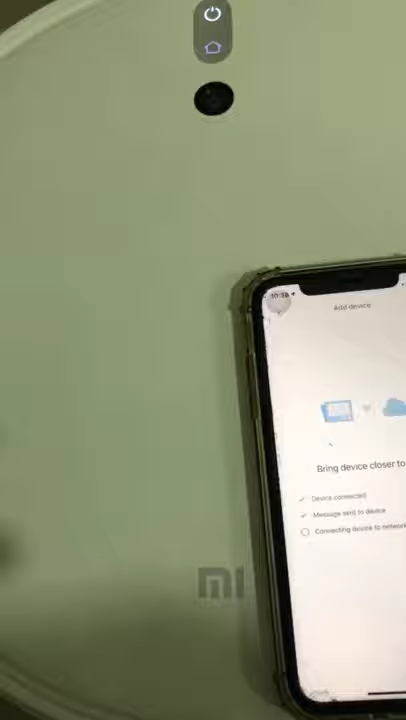 10:38
Add device
Bring device closer to
Device connected
Message sent to device
Connecting device to network
MI